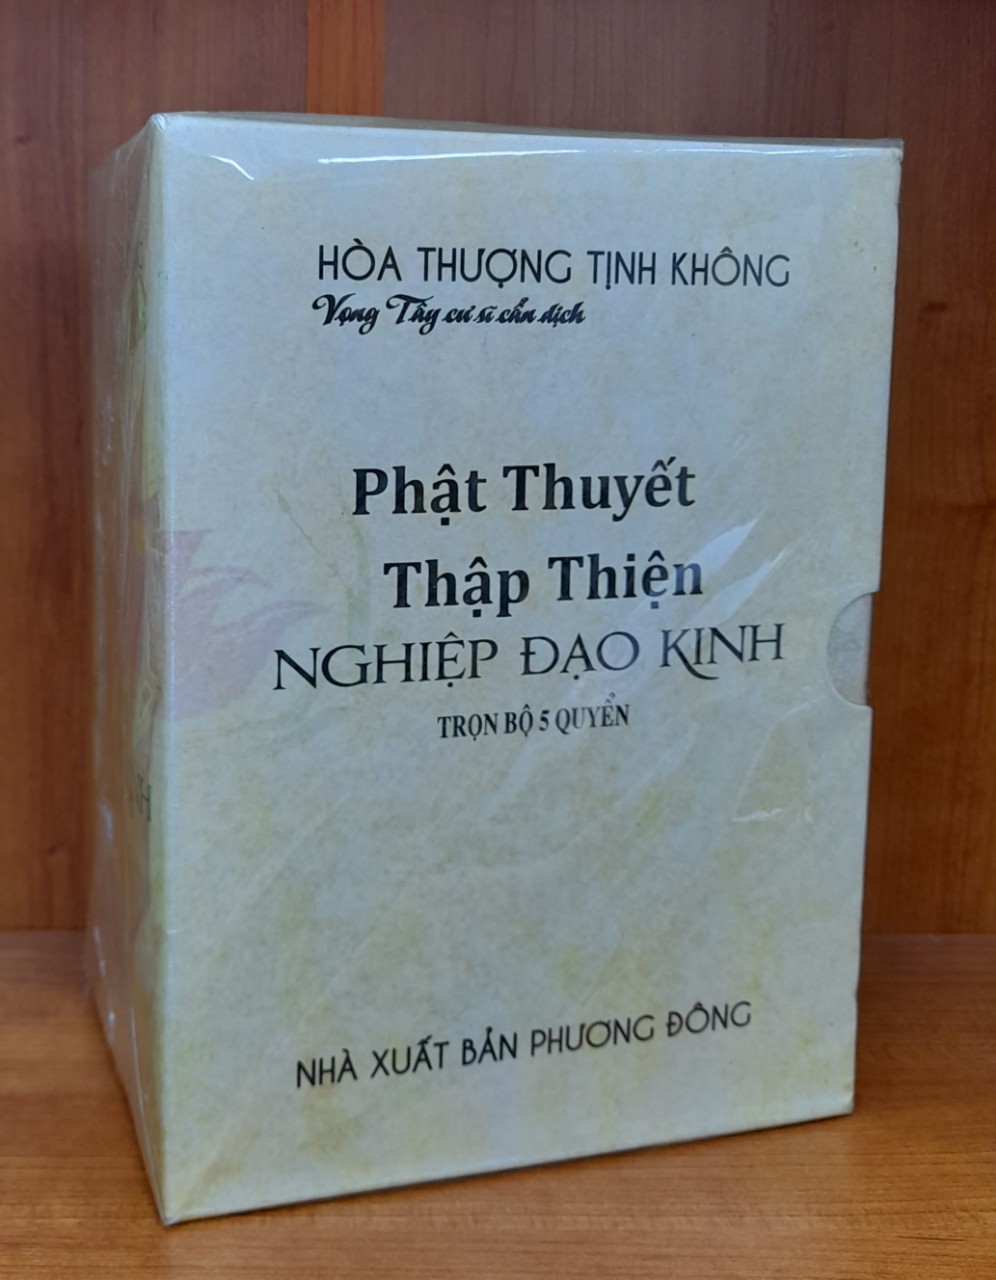 HÒA THƯỢNG TỊNH KHÔNG
Vọng Tây cư sĩ cẩn dịch
Phật Thuyết
Thập Thiện
NGHIỆP ĐẠO KINH
TRỌN BỘ 5 QUYỂN
NHÀ XUẤT BẢN PHƯƠNG ĐÔNG